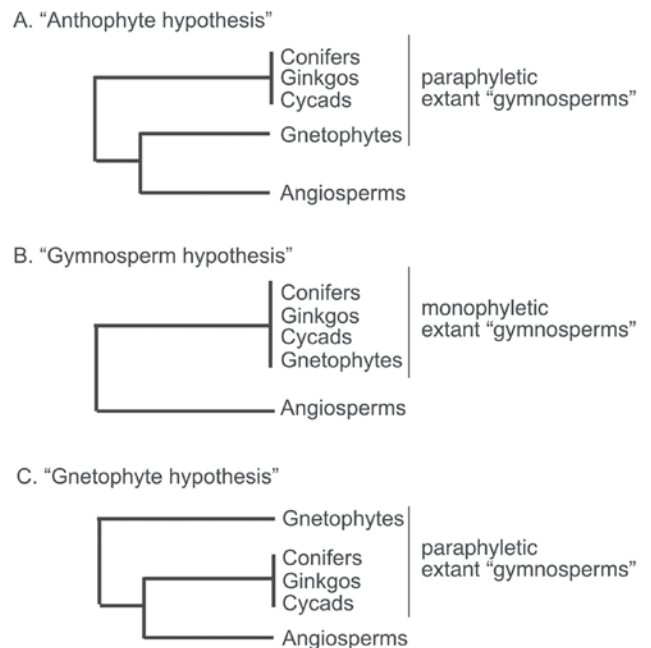 A. “Anthophyte hypothesis”
Conifers
Ginkgos
Cycads
paraphyletic
extant “gymnosperms”
Gnetophytes
Angiosperms
B. “Gymnosperm hypothesis”
Conifers
Ginkgos
Cycads
Gnetophytes
monophyletic
extant “gymnosperms”
Angiosperms
C. “Gnetophyte hypothesis”
Gnetophytes
Conifers
Ginkgos
Cycads
paraphyletic
extant “gymnosperms”
Angiosperms